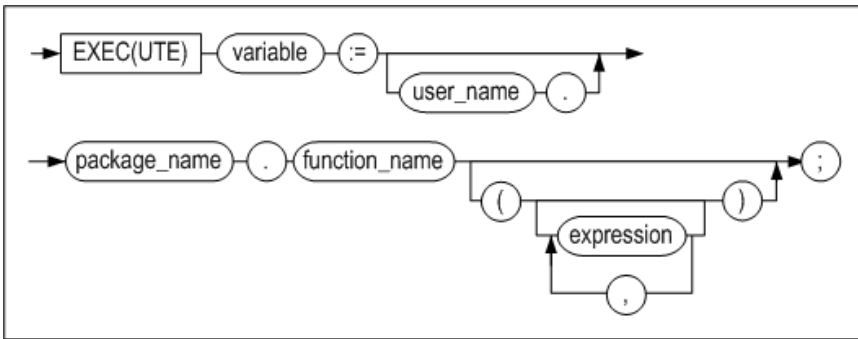 EXEC(UTE) variable :=
user_name .
package_name . function_name ;
( )
expression
,